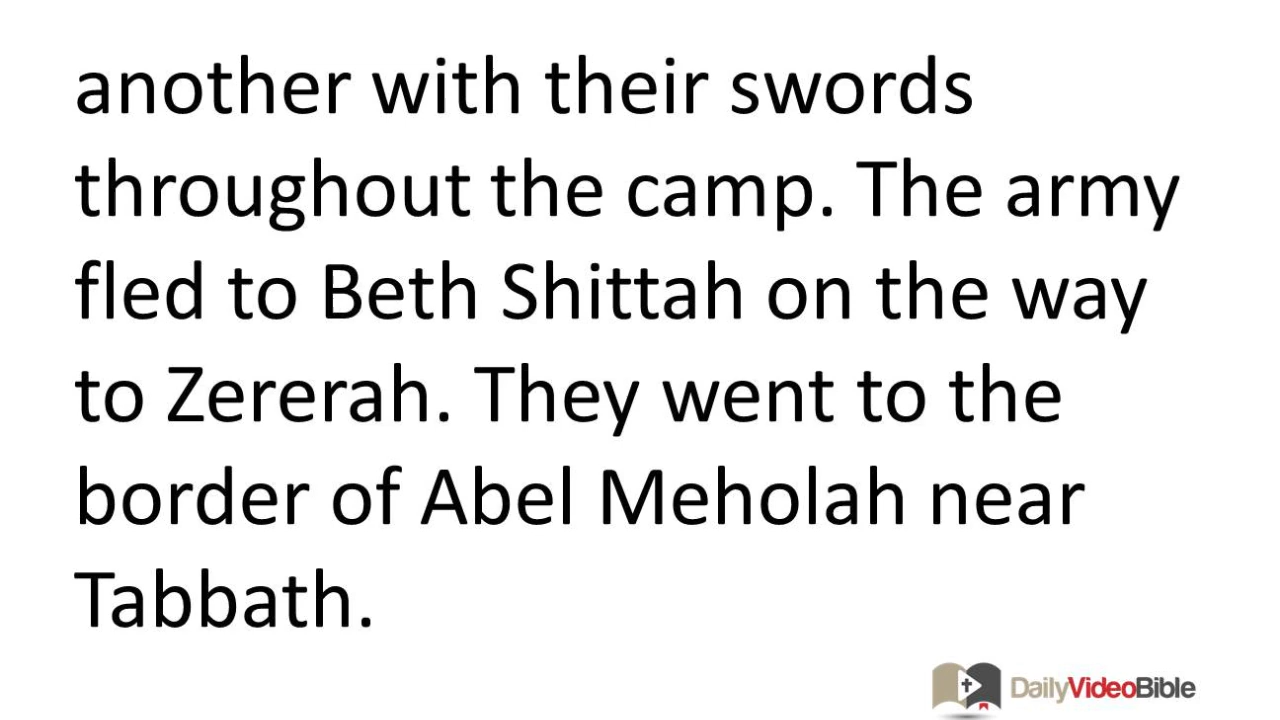 another with their swords
throughout the camp. The army
fled to Beth Shittah on the way
to Zererah. They went to the
border of Abel Meholah near
Tabbath.
DailyVideoBible